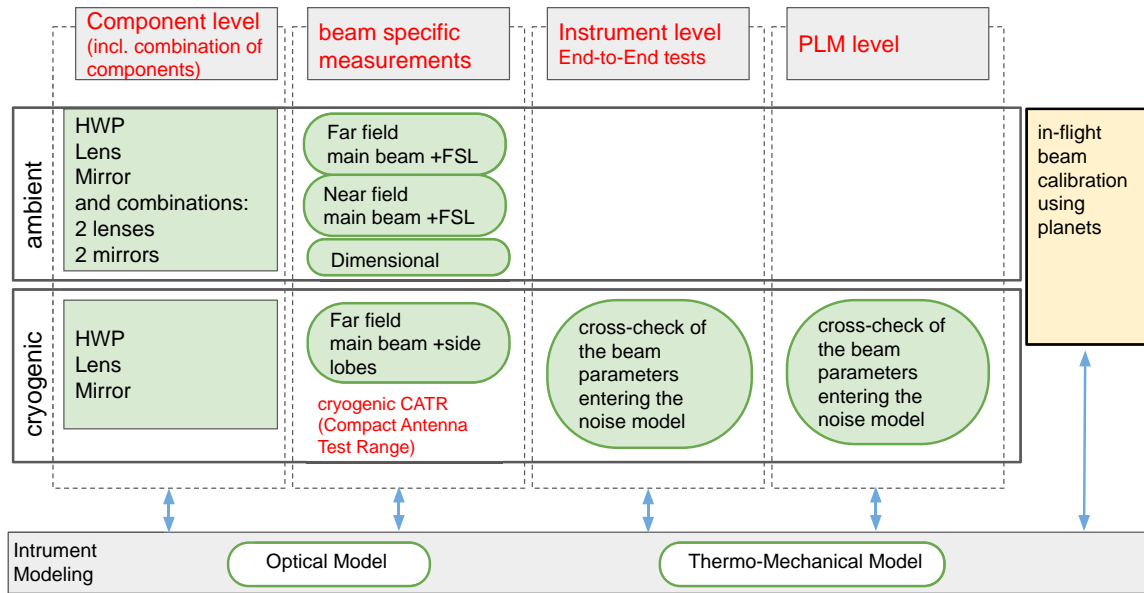 Component level
(incl. combination of
components)
beam specific
measurements
Instrument level
End-to-End tests
PLM level
ambient
HWP
Lens
Mirror
and combinations:
2 lenses
2 mirrors
Far field
main beam +FSL
Near field
main beam +FSL
Dimensional
in-flight
beam
calibration
using
planets
cryogenic
HWP
Lens
Mirror
Far field
main beam +side
lobes
cryogenic CATR
(Compact Antenna
Test Range)
cross-check of
the beam
parameters
entering the
noise model
cross-check of
the beam
parameters
entering the
noise model
Intrument
Modeling
Optical Model
Thermo-Mechanical Model